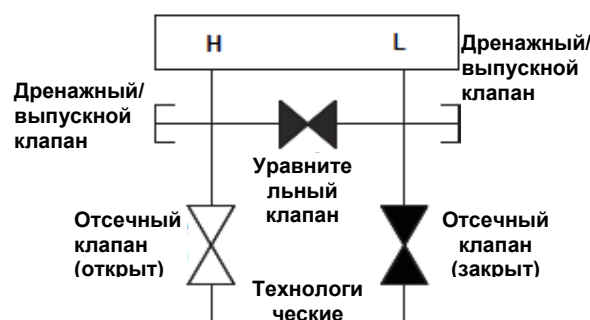 H
L
Дренажный/
выпускной
клапан
Дренажный/
выпускной
клапан
Уравните
льный
клапан
Отсечный
клапан
(открыт)
Отсечный
клапан
(закрыт)
Технологи
ческие